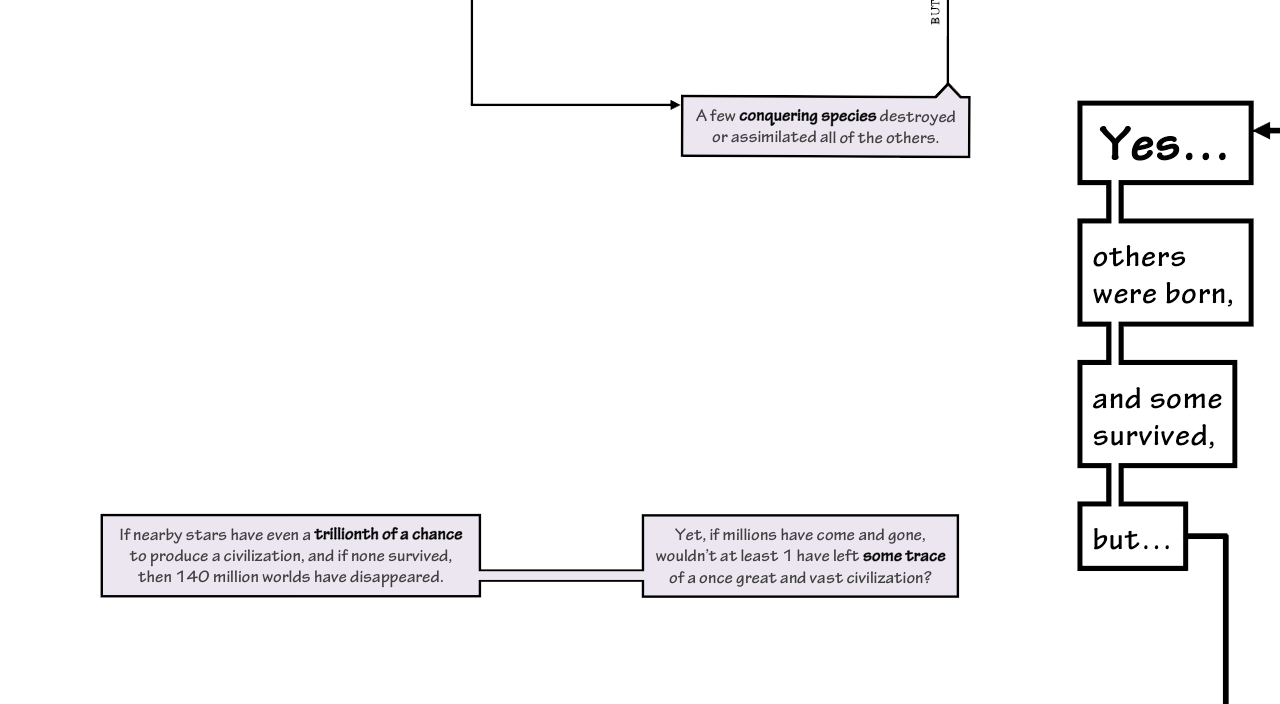 BUT
A few conquering species destroyed
or assimilated all of the others.
Yes...
others
were born,
and some
survived,
but...
If nearby stars have even a trillionth of a chance
to produce a civilization, and if none survived,
then 140 million worlds have disappeared.
Yet, if millions have come and gone,
wouldn't at least 1 have left some trace
of a once great and vast civilization?